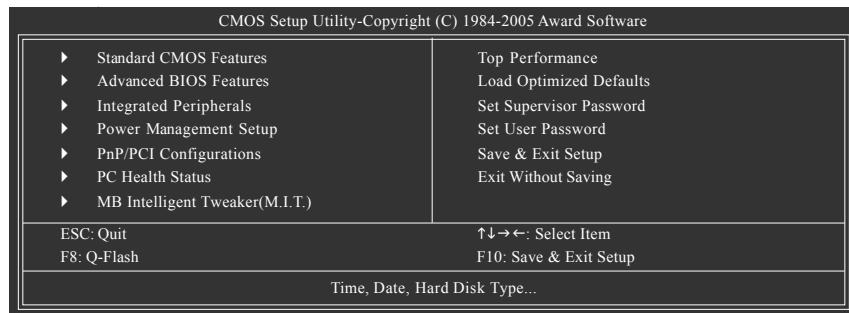 CMOS Setup Utility-Copyright (C) 1984-2005 Award Software
Standard CMOS Features
Advanced BIOS Features
Integrated Peripherals
Power Management Setup
PnP/PCI Configurations
PC Health Status
MB Intelligent Tweaker(M.I.T.)
Top Performance
Load Optimized Defaults
Set Supervisor Password
Set User Password
Save & Exit Setup
Exit Without Saving
ESC: Quit
F8: Q-Flash
↑↓→←: Select Item
F10: Save & Exit Setup
Time, Date, Hard Disk Type...